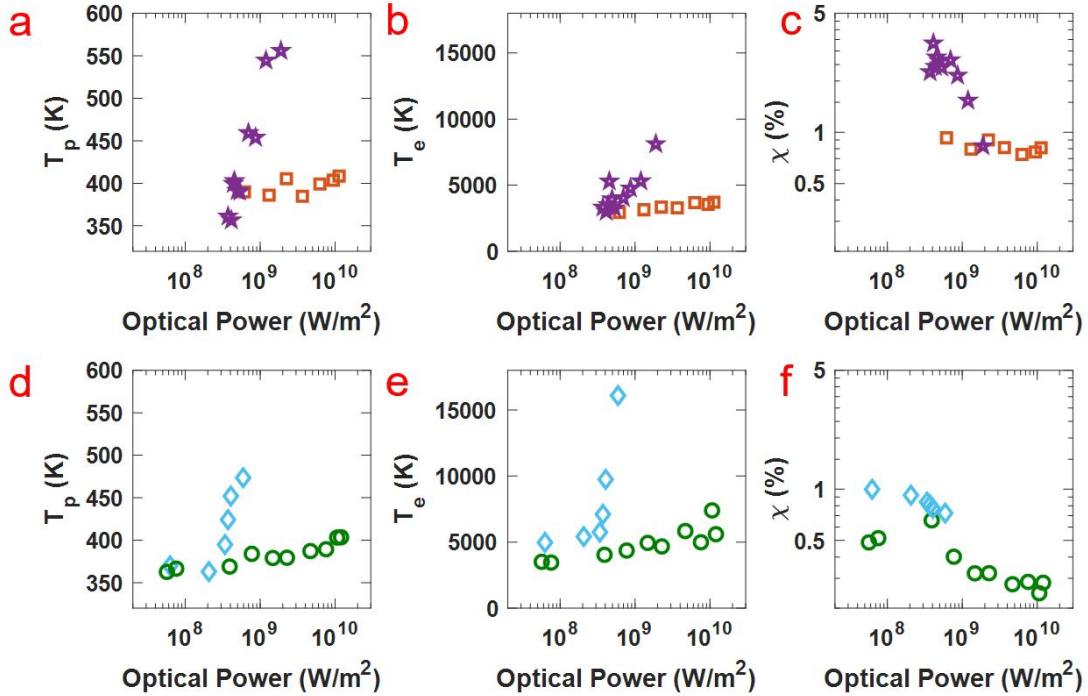 a
600
550
500
450
400
350
T_p (K)
10^8 10^9 10^10
Optical Power (W/m^2)
b
15000
10000
5000
0
T_e (K)
10^8 10^9 10^10
Optical Power (W/m^2)
c
5
1
0.5
χ (%)
10^8 10^9 10^10
Optical Power (W/m^2)
d
600
550
500
450
400
350
T_p (K)
10^8 10^9 10^10
Optical Power (W/m^2)
e
15000
10000
5000
0
T_e (K)
10^8 10^9 10^10
Optical Power (W/m^2)
f
5
1
0.5
χ (%)
10^8 10^9 10^10
Optical Power (W/m^2)